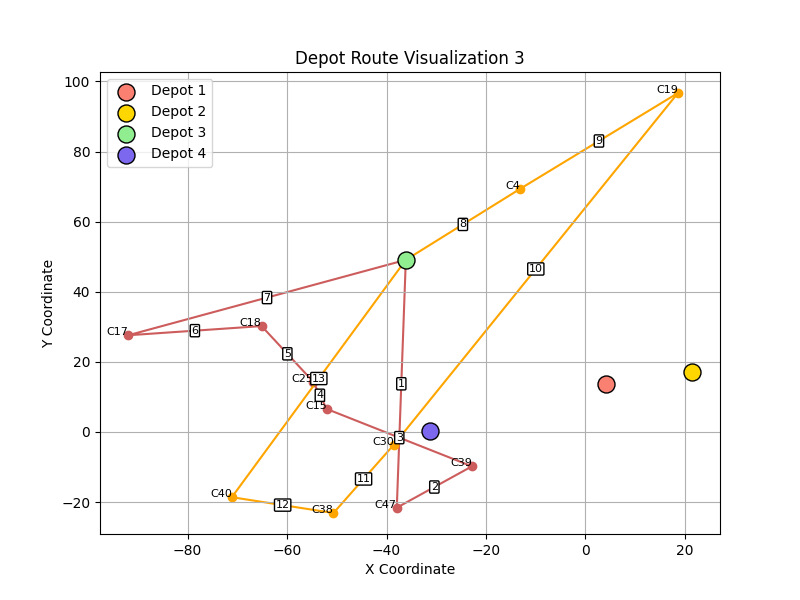 Depot Route Visualization 3
Depot 1
Depot 2
Depot 3
Depot 4
Y Coordinate
100
80
60
40
20
0
−20
−80
−60
−40
−20
0
20
X Coordinate
C19
9
C4
8
10
7
C17
6
C18
5
C25
13
1
4
C15
3
C30
C39
11
2
C40
12
C38
C47